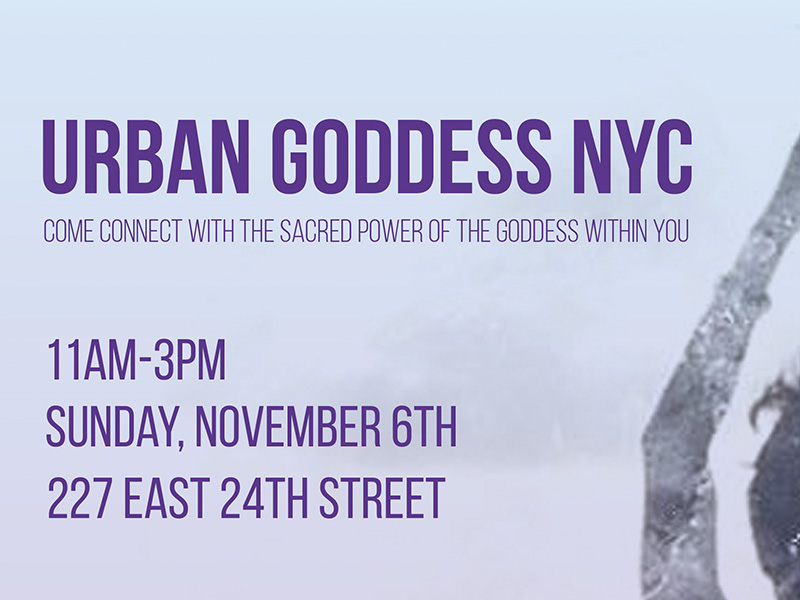 URBAN GODDESS NYC
COME CONNECT WITH THE SACRED POWER OF THE GODDESS WITHIN YOU
11AM-3PM
SUNDAY, NOVEMBER 6TH
227 EAST 24TH STREET